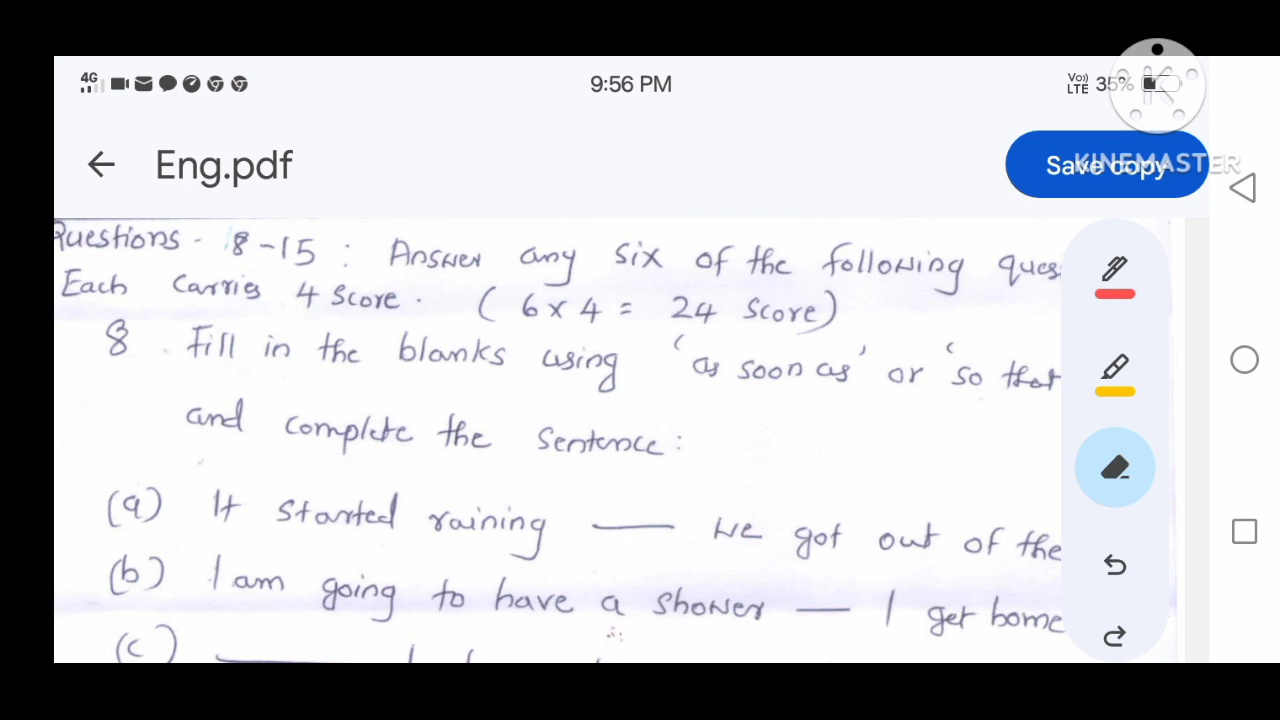 4G 9:56 PM Vo) LTE 35%
Eng.pdf
Save copy
KINEMASTER
Questions - 8-15 : Answer any six of the following ques
Each Carries 4 Score . ( 6 x 4 = 24 Score)
8 Fill in the blanks using 'as soon as' or 'so that
and complete the Sentence :
(a) It started raining —— we got out of the
(b) I am going to have a shower —— I get home
(c)